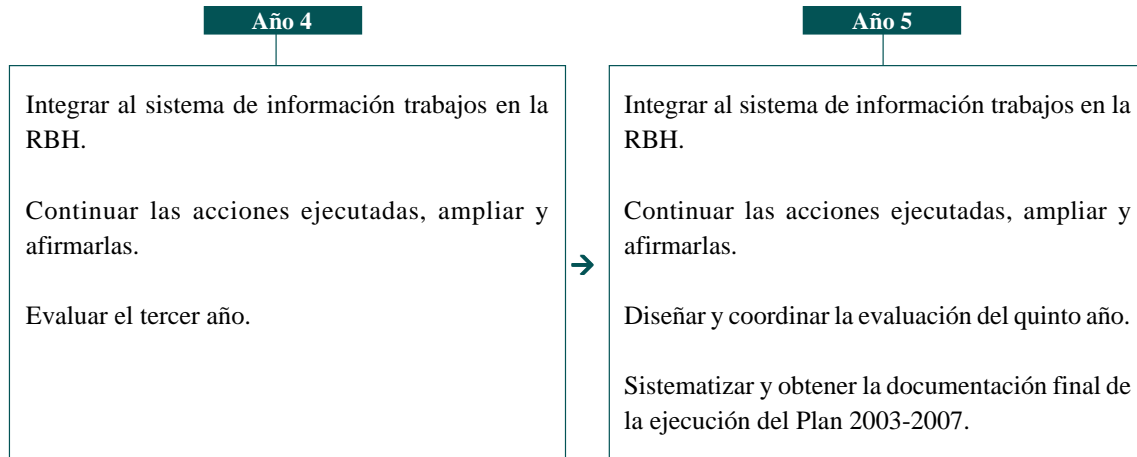 Año 4
Integrar al sistema de información trabajos en la
RBH.
Continuar las acciones ejecutadas, ampliar y
afirmarlas.
Evaluar el tercer año.
Año 5
Integrar al sistema de información trabajos en la
RBH.
Continuar las acciones ejecutadas, ampliar y
afirmarlas.
Diseñar y coordinar la evaluación del quinto año.
Sistematizar y obtener la documentación final de
la ejecución del Plan 2003-2007.